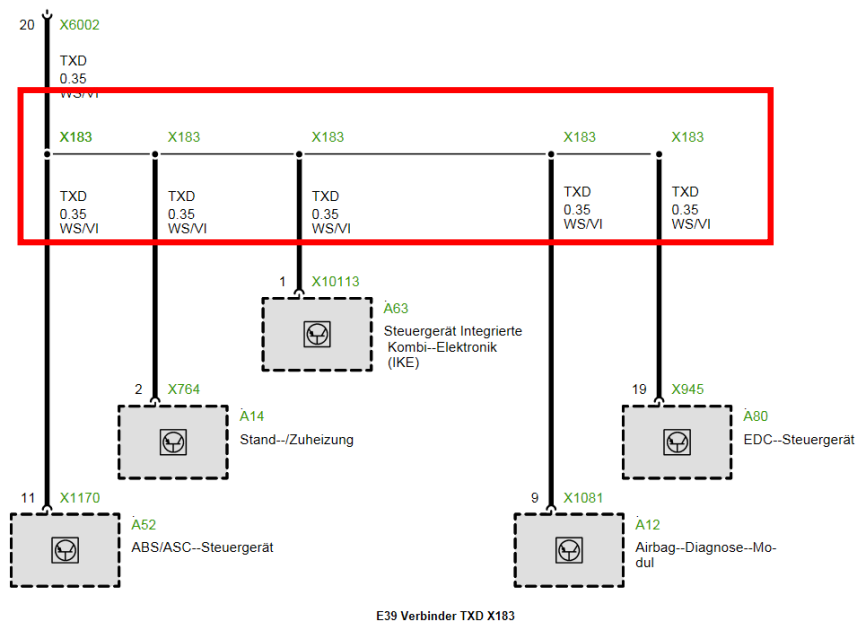 20 X6002
TXD
0.35
WS/VI
X183 X183 X183 X183 X183
TXD TXD TXD TXD TXD
0.35 0.35 0.35 0.35 0.35
WS/VI WS/VI WS/VI WS/VI WS/VI
1 X10113
A63
Steuergerät Integrierte
Kombi--Elektronik
(IKE)
2 X764
A14
Stand--/Zuheizung
19 X945
A80
EDC--Steuergerät
11 X1170
A52
ABS/ASC--Steuergerät
9 X1081
A12
Airbag--Diagnose--Mo-
dul
E39 Verbinder TXD X183